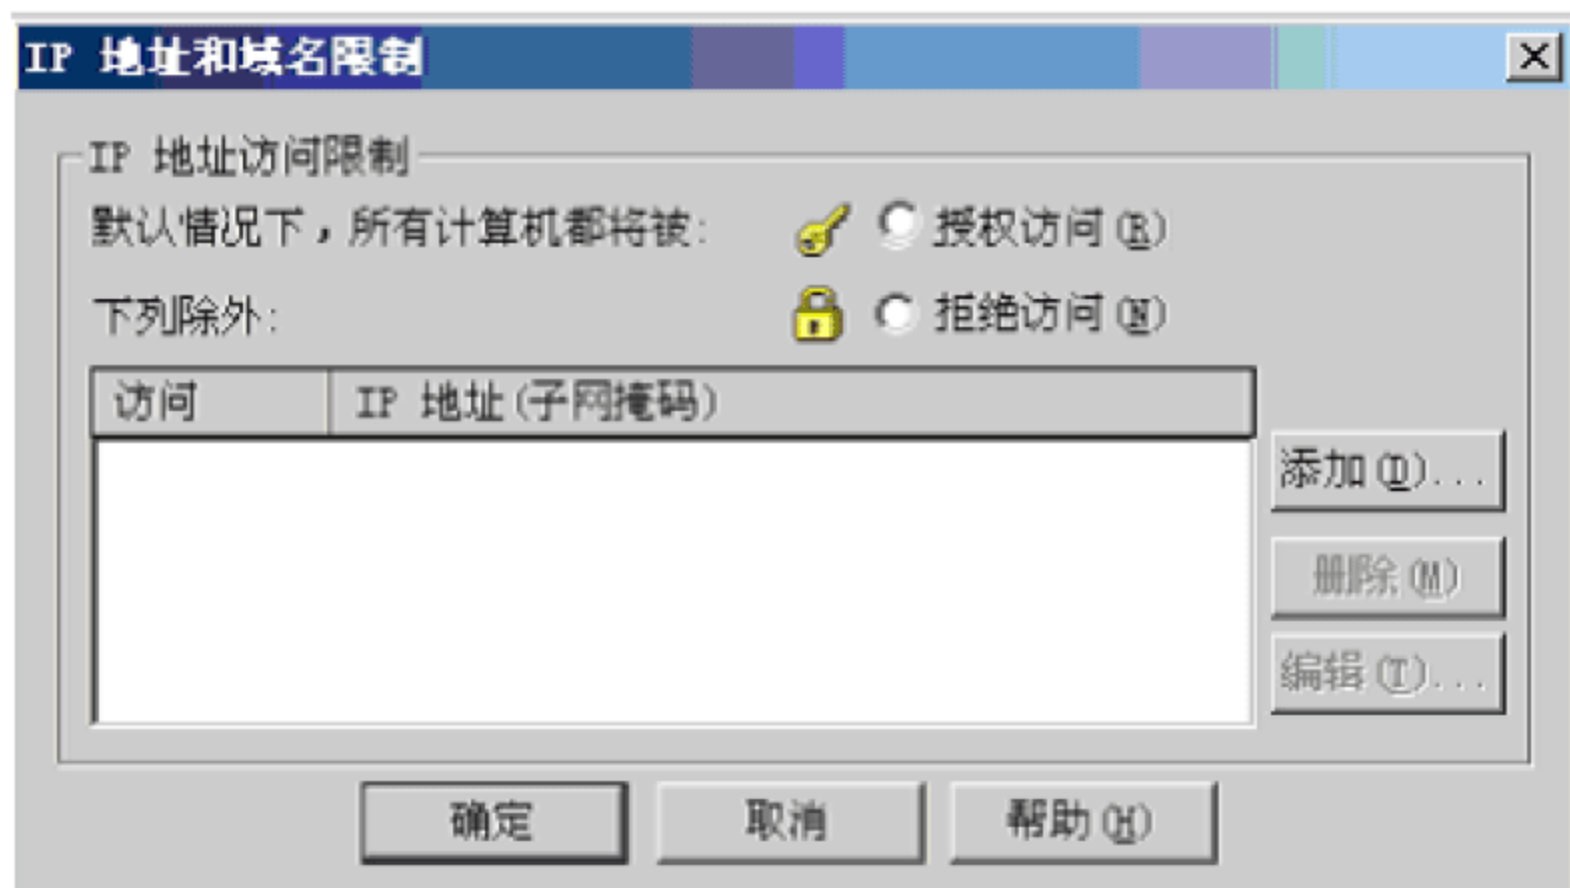 IP 地址和域名限制
IP 地址访问限制
默认情况下，所有计算机都将被:
授权访问(R)
下列除外:
拒绝访问(N)
访问 IP 地址(子网掩码)
添加(D)...
删除(M)
编辑(T)...
确定 取消 帮助(H)